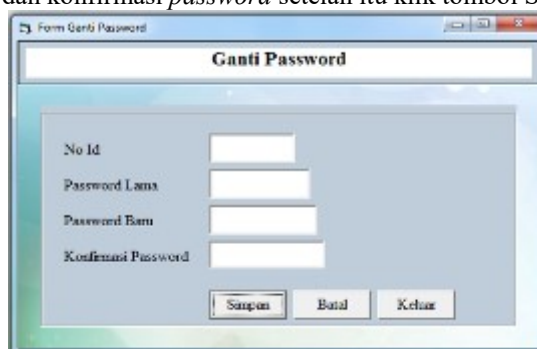 dan konfirmasi password setelah itu klik tombol S
Form Ganti Password
Ganti Password
No Id
Password Lama
Password Baru
Konfirmasi Password
Simpan Batal Keluar